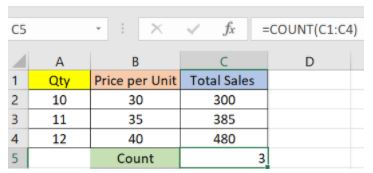 C5 fx =COUNT(C1:C4)
A B C D
1 Qty Price per Unit Total Sales
2 10 30 300
3 11 35 385
4 12 40 480
5 Count 3